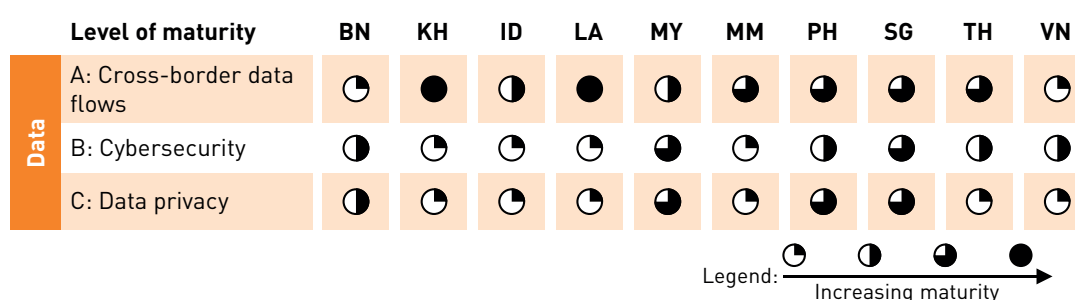 Level of maturity BN KH ID LA MY MM PH SG TH VN
Data
A: Cross-border data
flows
B: Cybersecurity
C: Data privacy
Legend:
Increasing maturity